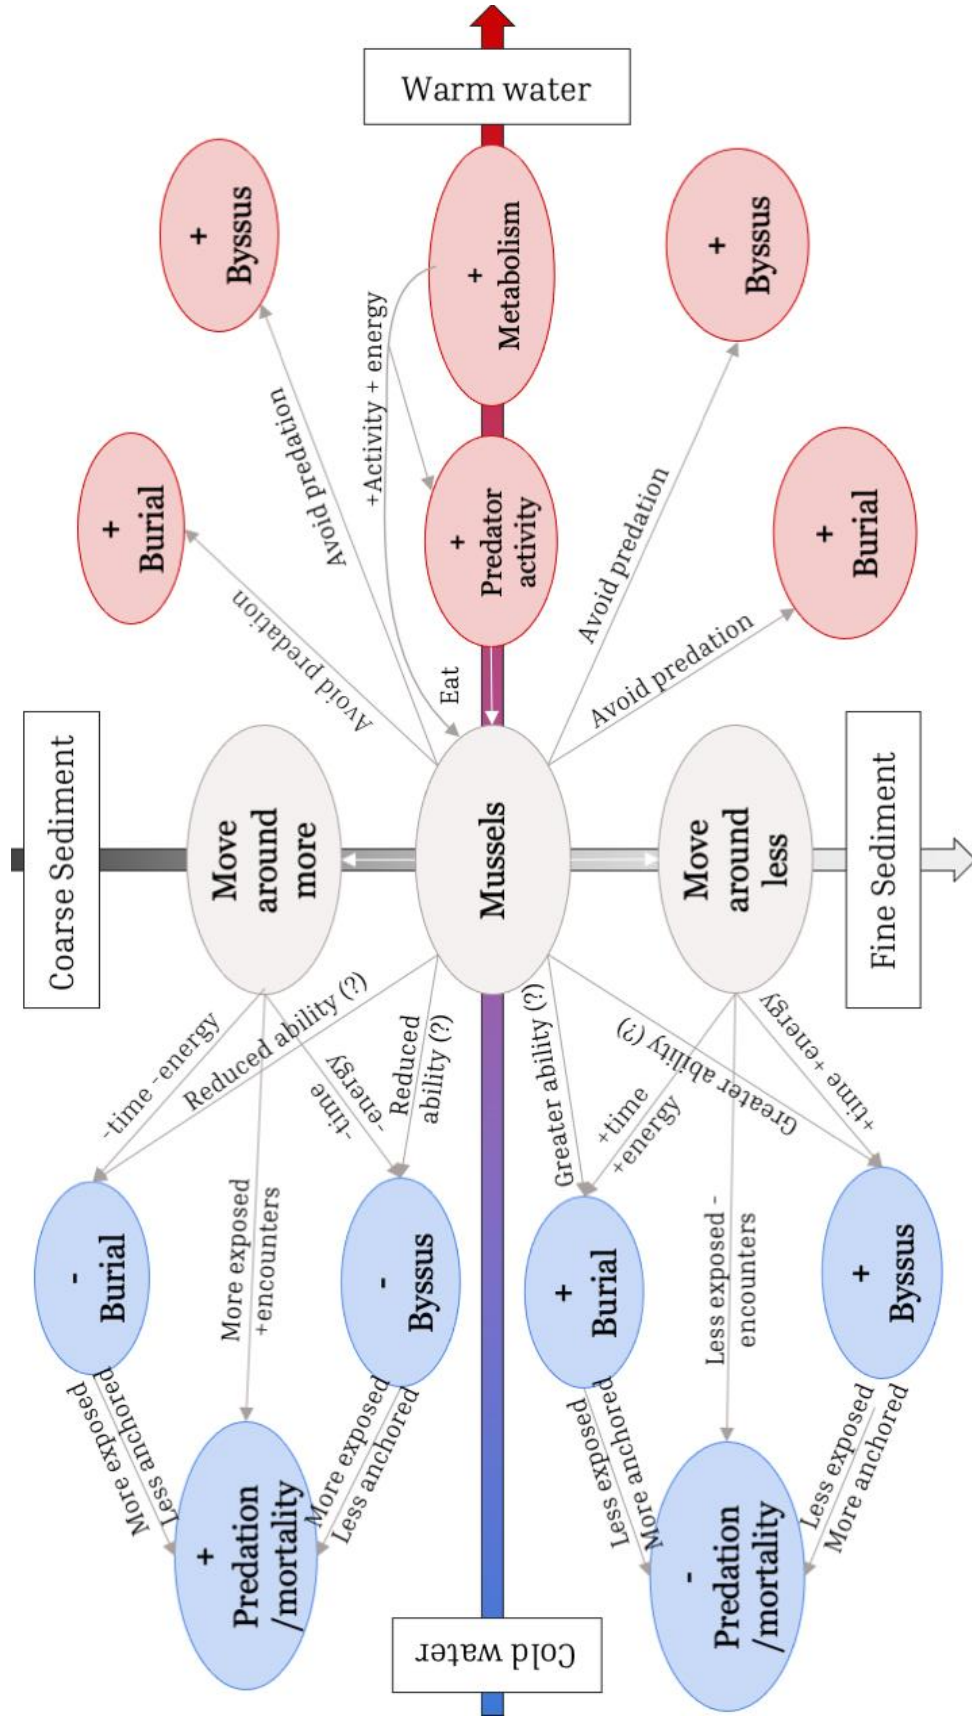 Warm water
+
Byssus
+
Metabolism
+
Byssus
+Activity + energy
Avoid predation
Avoid predation
+
Burial
+
Predator
activity
+
Burial
Avoid predation
Avoid predation
Eat
Coarse Sediment
Move
around
more
Mussels
Move
around
less
Fine Sediment
-time -energy
Reduced ability (?)
-time
-energy
Reduced
ability (?)
Greater ability (?)
+time
+energy
Greater ability (?)
+time +energy
-
Burial
More exposed
+encounters
-
Byssus
+
Burial
Less exposed -
encounters
+
Byssus
More exposed
Less anchored
More exposed
Less anchored
Less exposed
More anchored
Less exposed
More anchored
+
Predation
/mortality
-
Predation
/mortality
Cold water